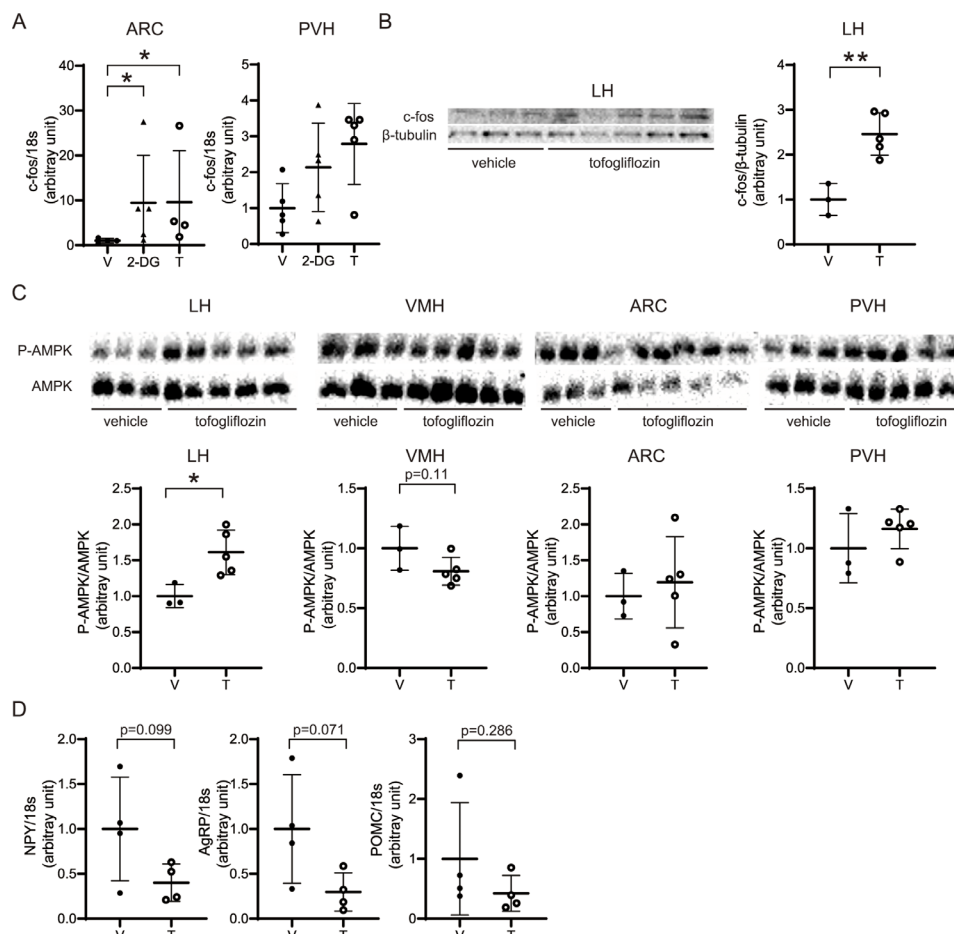 A
ARC
PVH
c-fos/18s
(arbitray unit)
40
30
20
10
0
*
*
V
2-DG
T
c-fos/18s
(arbitray unit)
5
4
3
2
1
0
V
2-DG
T
B
LH
c-fos
β-tubulin
vehicle
tofogliflozin
LH
c-fos/β-tubulin
(arbitray unit)
4
3
2
1
0
**
V
T
C
LH
VMH
ARC
PVH
P-AMPK
AMPK
vehicle
tofogliflozin
vehicle
tofogliflozin
vehicle
tofogliflozin
vehicle
tofogliflozin
LH
P-AMPK/AMPK
(arbitray unit)
2.5
2.0
1.5
1.0
0.5
0.0
*
V
T
VMH
P-AMPK/AMPK
(arbitray unit)
1.5
1.0
0.5
0.0
p=0.11
V
T
ARC
P-AMPK/AMPK
(arbitray unit)
2.5
2.0
1.5
1.0
0.5
0.0
V
T
PVH
P-AMPK/AMPK
(arbitray unit)
1.5
1.0
0.5
0.0
V
T
D
NPY/18s
(arbitray unit)
2.0
1.5
1.0
0.5
0.0
p=0.099
V
T
AgRP/18s
(arbitray unit)
2.0
1.5
1.0
0.5
0.0
p=0.071
V
T
POMC/18s
(arbitray unit)
3
2
1
0
p=0.286
V
T